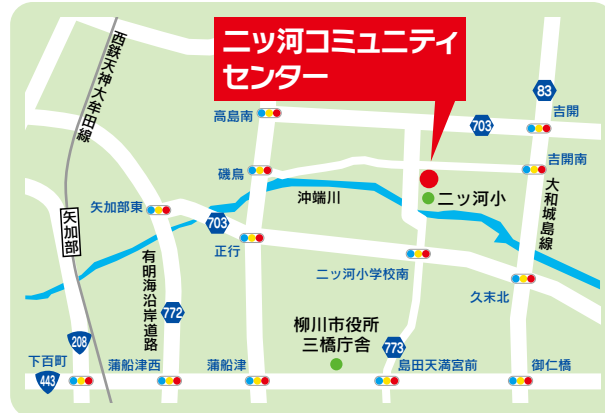 二ッ河コミュニティ
センター
西鉄天神大牟田線
83
高島南
703
吉開
磯鳥
吉開南
沖端川
二ッ河小
大和城島線
矢加部東
703
矢加部
正行
二ッ河小学校南
有明海沿岸道路
久末北
772
柳川市役所
三橋庁舎
773
208
下百町
蒲船津西
蒲船津
島田天満宮前
御仁橋
443